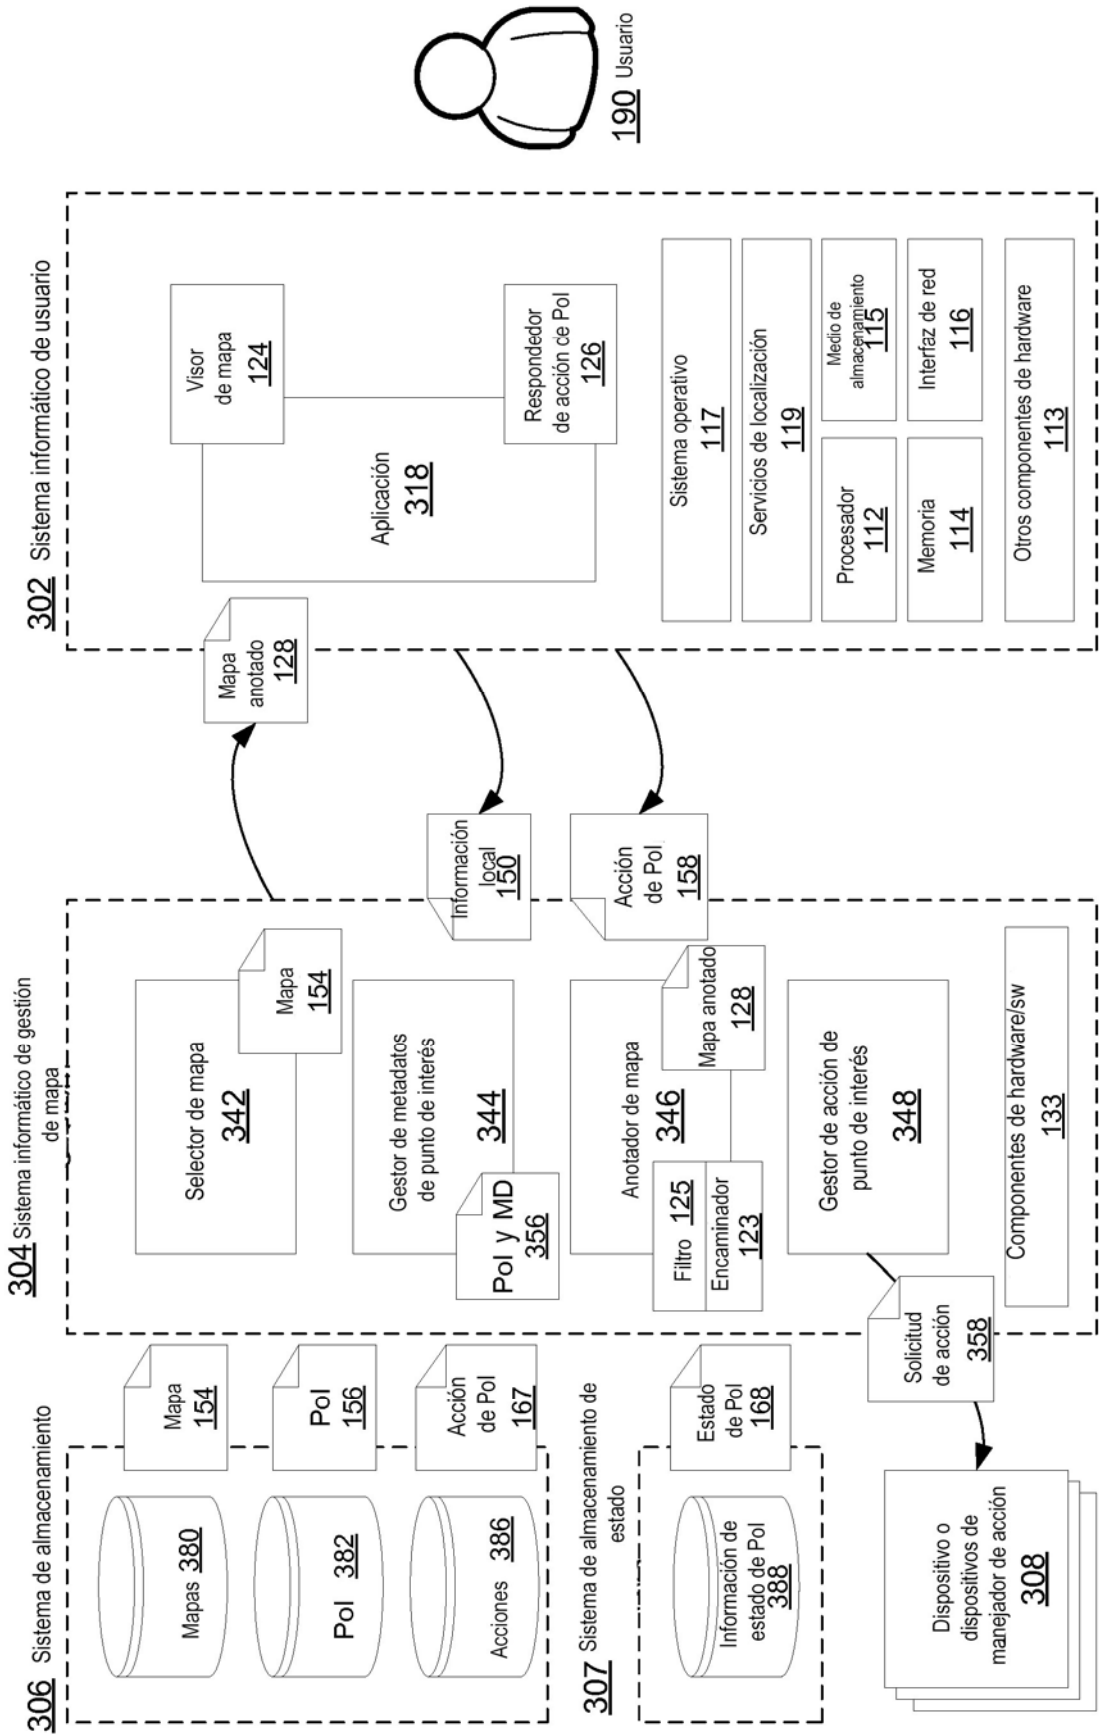 306 Sistema de almacenamiento
Mapas 380
PoI 382
Acciones 386
Mapa
154
PoI
156
Acción
de PoI
167
307 Sistema de almacenamiento de
estado
Información de
estado de PoI
388
Estado
de PoI
168
Dispositivo o
dispositivos de
manejador de acción
308
304 Sistema informático de gestión
de mapa
Selector de mapa
342
Mapa
154
Gestor de metadatos
de punto de interés
344
PoI y MD
356
Anotador de mapa
346
Filtro 125
Encaminador
123
Mapa anotado
128
Gestor de acción de
punto de interés
348
Solicitud
de acción
358
Componentes de hardware/sw
133
Información
local
150
Acción
de PoI
158
Mapa
anotado
128
302 Sistema informático de usuario
Visor
de mapa
124
Aplicación
318
Respondedor
de acción de PoI
126
Sistema operativo
117
Servicios de localización
119
Procesador
112
Medio de
almacenamiento
115
Memoria
114
Interfaz de red
116
Otros componentes de hardware
113
190 Usuario